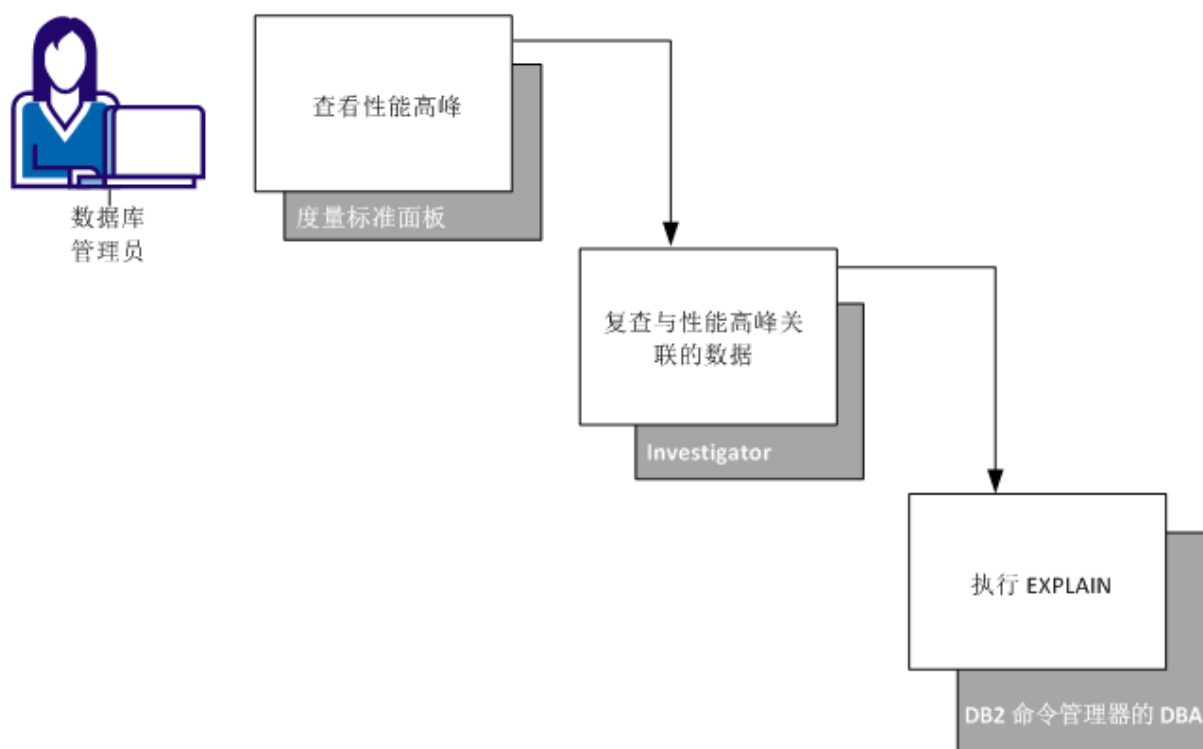 查看性能高峰
度量标准面板
数据库
管理员
复查与性能高峰关
联的数据
Investigator
执行 EXPLAIN
DB2 命令管理器的 DBA